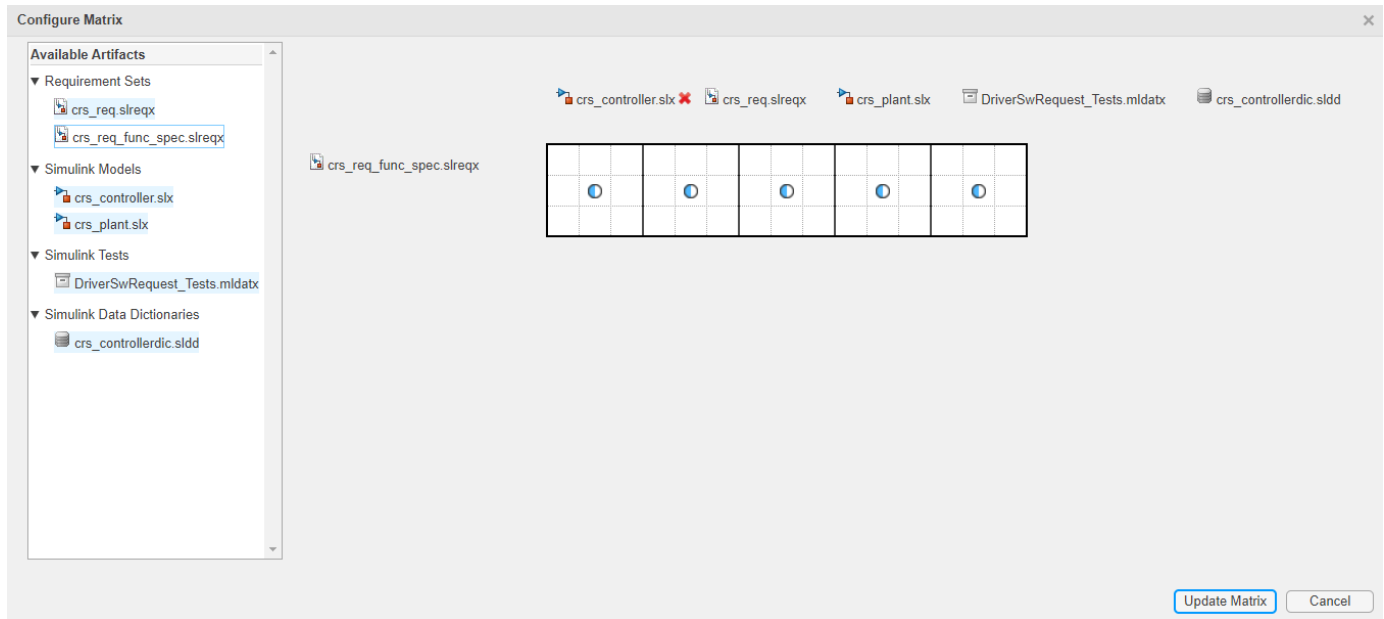 Configure Matrix
Available Artifacts
Requirement Sets
crs_req.slreqx
crs_req_func_spec.slreqx
Simulink Models
crs_controller.slx
crs_plant.slx
Simulink Tests
DriverSwRequest_Tests.mldatx
Simulink Data Dictionaries
crs_controllerdic.sldd
crs_controller.slx crs_req.slreqx crs_plant.slx DriverSwRequest_Tests.mldatx crs_controllerdic.sldd
crs_req_func_spec.slreqx
Update Matrix Cancel